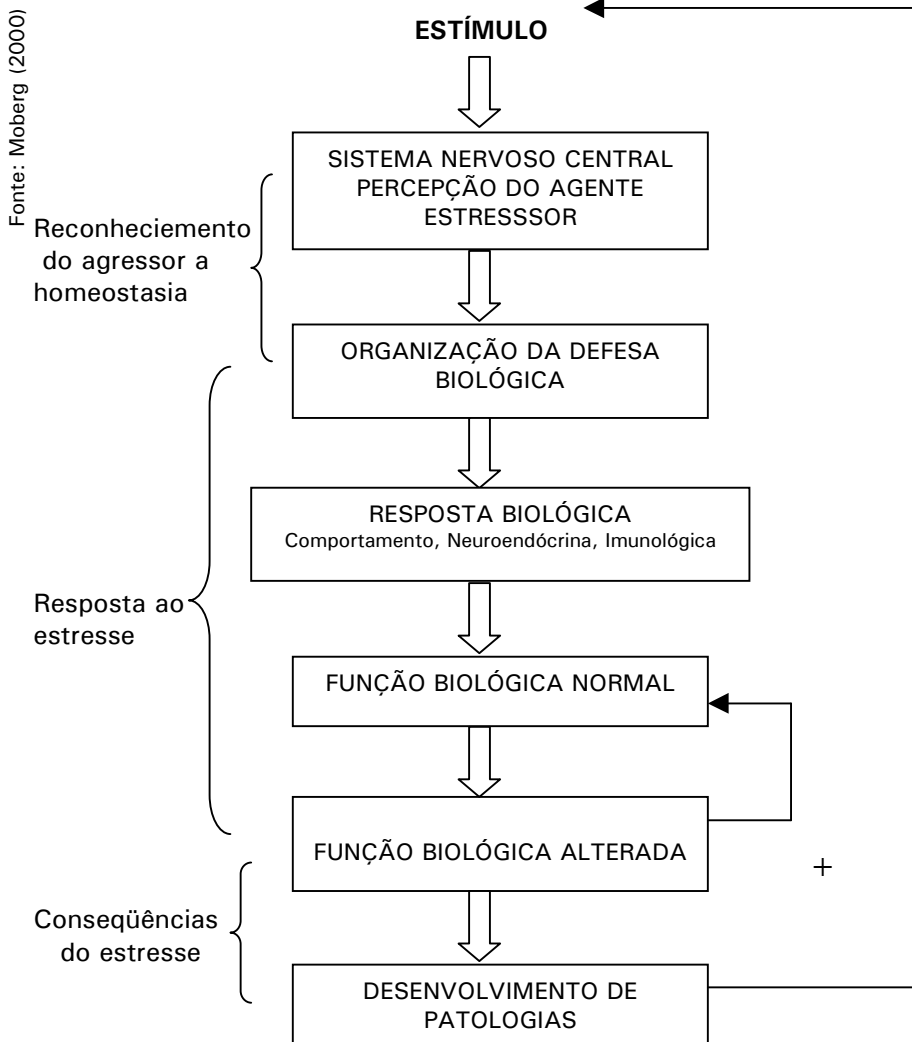 Fonte: Moberg (2000)
ESTÍMULO
SISTEMA NERVOSO CENTRAL
PERCEPÇÃO DO AGENTE
ESTRESSSOR
Reconheciemento
do agressor a
homeostasia
ORGANIZAÇÃO DA DEFESA
BIOLÓGICA
RESPOSTA BIOLÓGICA
Comportamento, Neuroendócrina, Imunológica
Resposta ao
estresse
FUNÇÃO BIOLÓGICA NORMAL
FUNÇÃO BIOLÓGICA ALTERADA
+
Conseqüências
do estresse
DESENVOLVIMENTO DE
PATOLOGIAS